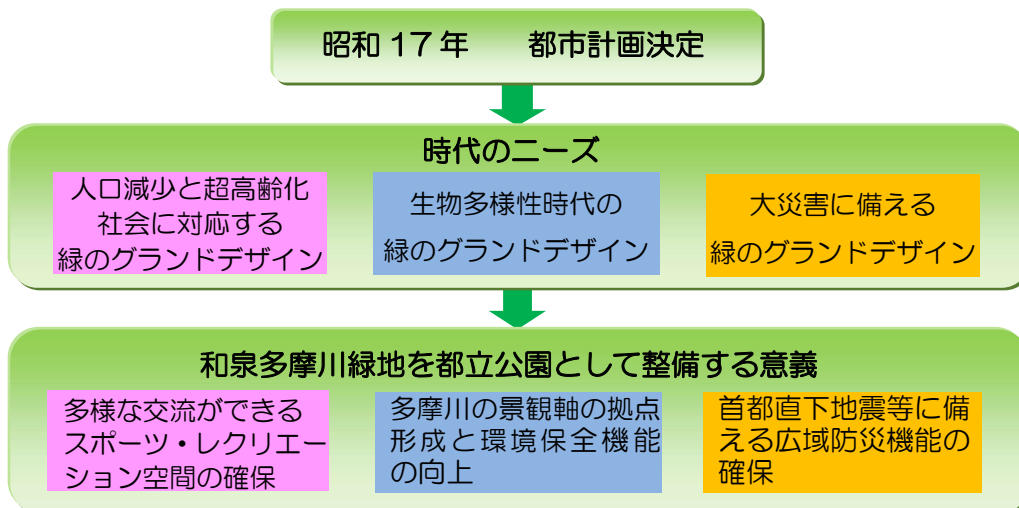 昭和17年　　都市計画決定
時代のニーズ
人口減少と超高齢化
社会に対応する
緑のグランドデザイン
生物多様性時代の
緑のグランドデザイン
大災害に備える
緑のグランドデザイン
和泉多摩川緑地を都立公園として整備する意義
多様な交流ができる
スポーツ・レクリエー
ション空間の確保
多摩川の景観軸の拠点
形成と環境保全機能
の向上
首都直下地震等に備
える広域防災機能の
確保